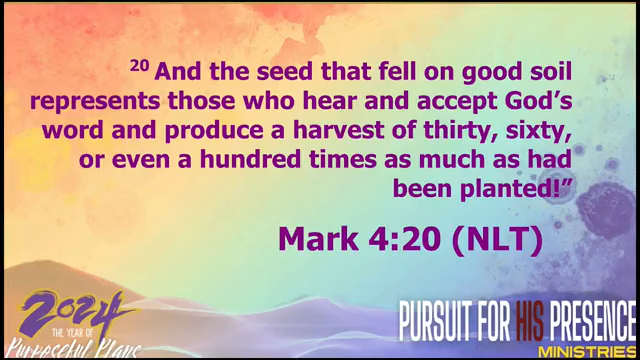 20 And the seed that fell on good soil
represents those who hear and accept God’s
word and produce a harvest of thirty, sixty,
or even a hundred times as much as had
been planted!”
Mark 4:20 (NLT)
2024
THE YEAR OF
Purposeful Plans
PURSUIT FOR HIS PRESENCE
MINISTRIES